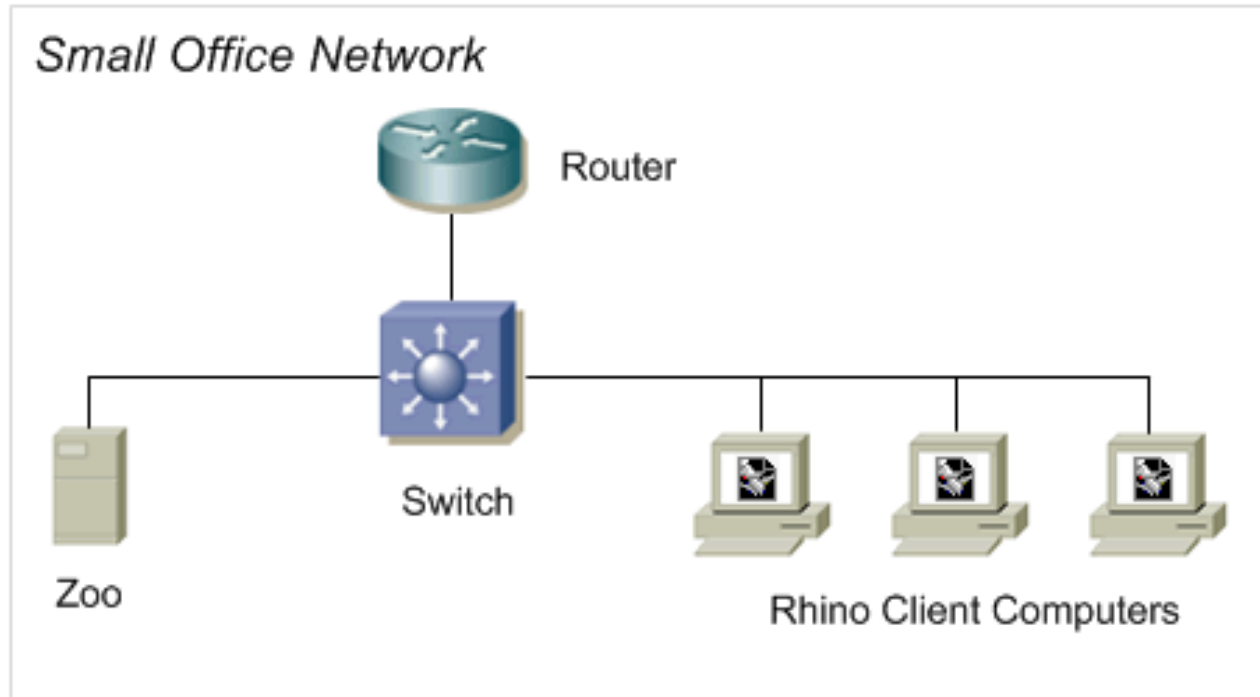 Small Office Network
Router
Switch
Zoo
Rhino Client Computers